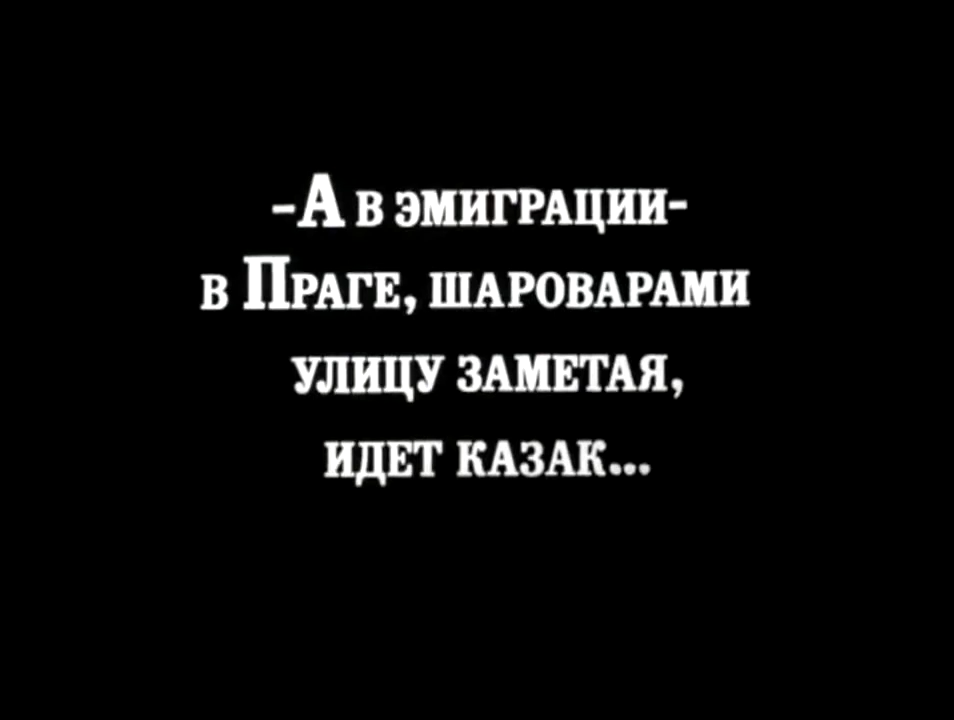 -А В ЭМИГРАЦИИ-
В ПРАГЕ, ШАРОВАРАМИ
УЛИЦУ ЗАМЕТАЯ,
ИДЕТ КАЗАК...